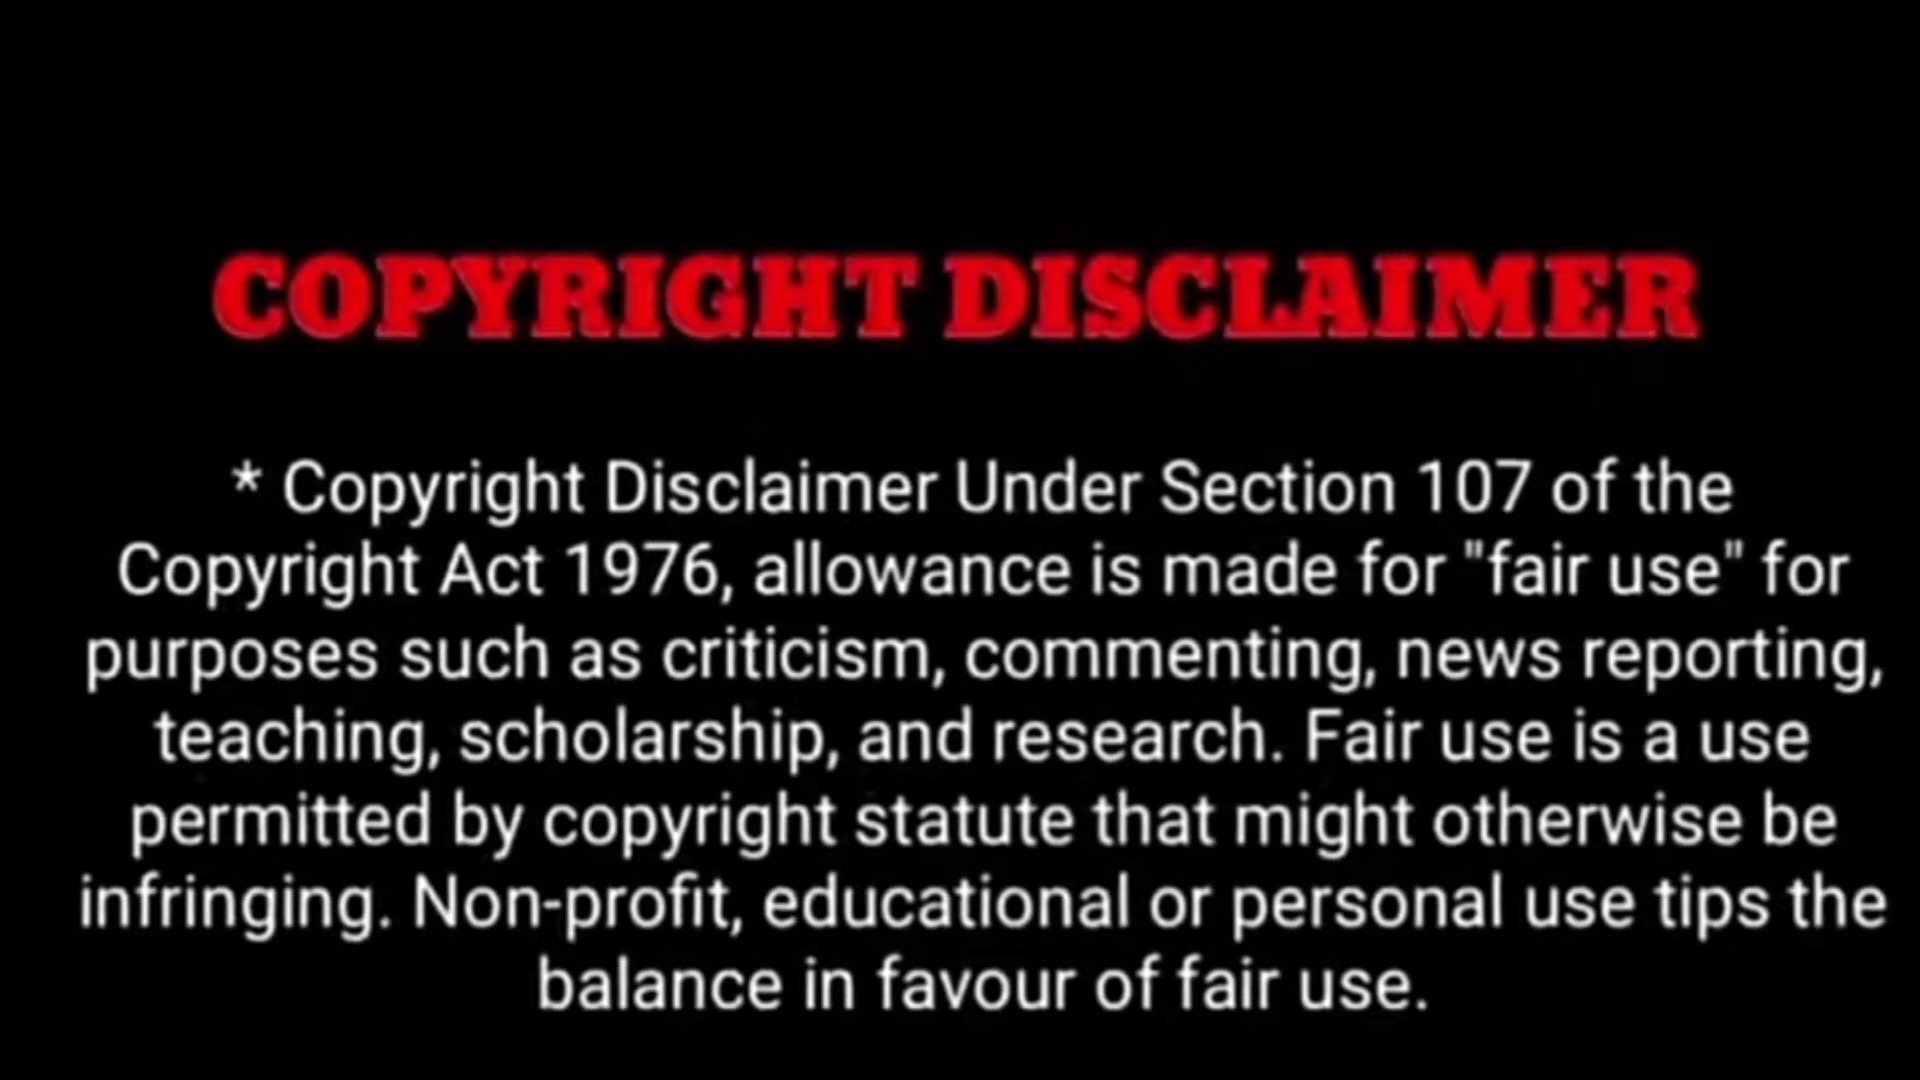 COPYRIGHT DISCLAIMER
* Copyright Disclaimer Under Section 107 of the
Copyright Act 1976, allowance is made for "fair use" for
purposes such as criticism, commenting, news reporting,
teaching, scholarship, and research. Fair use is a use
permitted by copyright statute that might otherwise be
infringing. Non-profit, educational or personal use tips the
balance in favour of fair use.